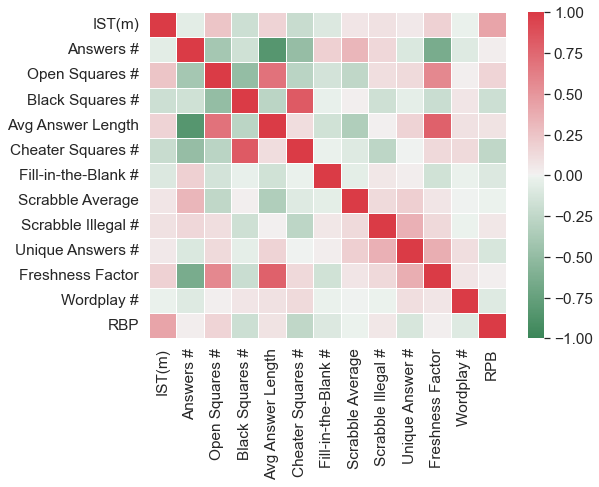 IST(m)
Answers #
Open Squares #
Black Squares #
Avg Answer Length
Cheater Squares #
Fill-in-the-Blank #
Scrabble Average
Scrabble Illegal #
Unique Answers #
Freshness Factor
Wordplay #
RBP
IST(m)
Answers #
Open Squares #
Black Squares #
Avg Answer Length
Cheater Squares #
Fill-in-the-Blank #
Scrabble Average
Scrabble Illegal #
Unique Answer #
Freshness Factor
Wordplay #
RPB
1.00
0.75
0.50
0.25
0.00
−0.25
−0.50
−0.75
−1.00